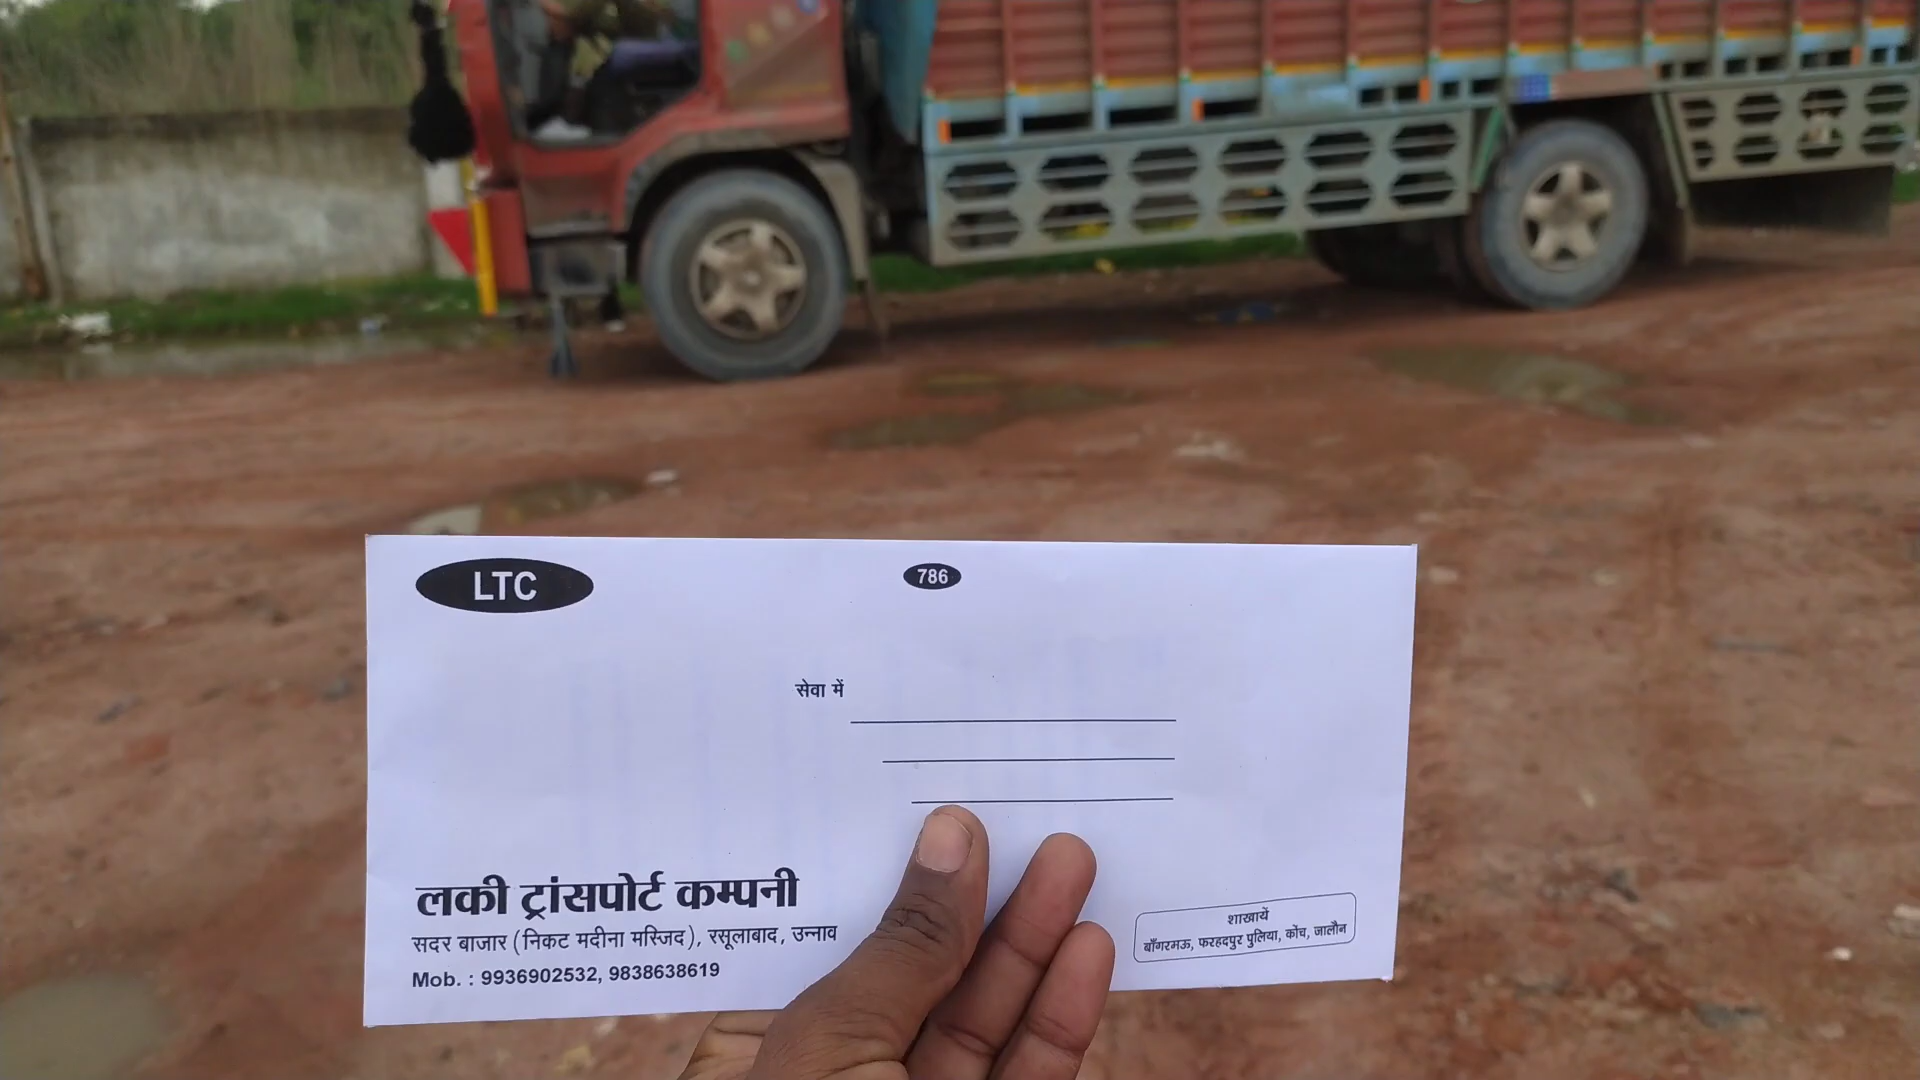 LTC
786
सेवा में
लकी ट्रांसपोर्ट कम्पनी
सदर बाजार (निकट मदीना मस्जिद), रसूलाबाद, उन्नाव
Mob. : 9936902532, 9838638619
शाखायें
बाँगरमऊ, फरहदपुर पुलिया, कोंच, जालौन